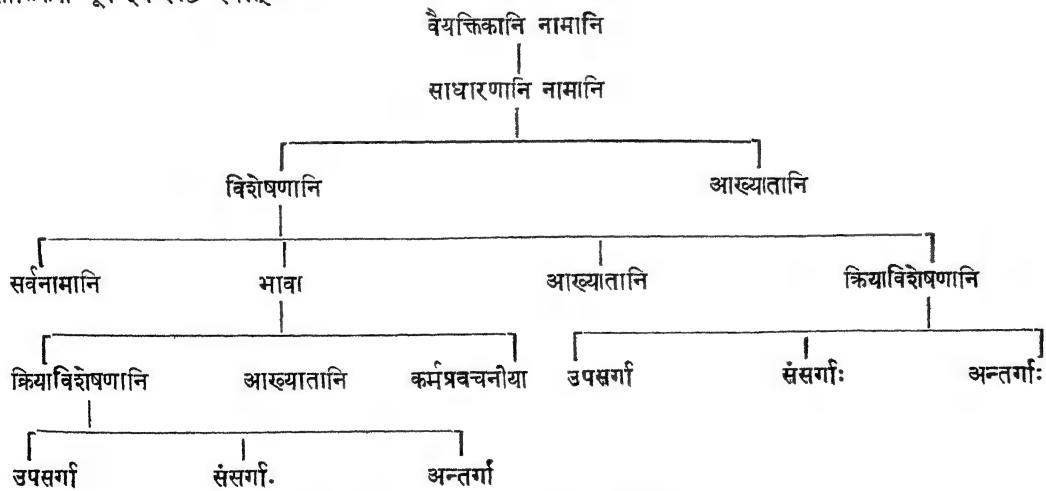 वैयक्तिकानि नामानि
साधारणानि नामानि
विशेषणानि आख्यातानि
सर्वनामानि भावा आख्यातानि क्रियाविशेषणानि
क्रियाविशेषणानि आख्यातानि कर्मप्रवचनीया उपसर्गा संसर्गाः अन्तर्गाः
उपसर्गा संसर्गा. अन्तर्गा